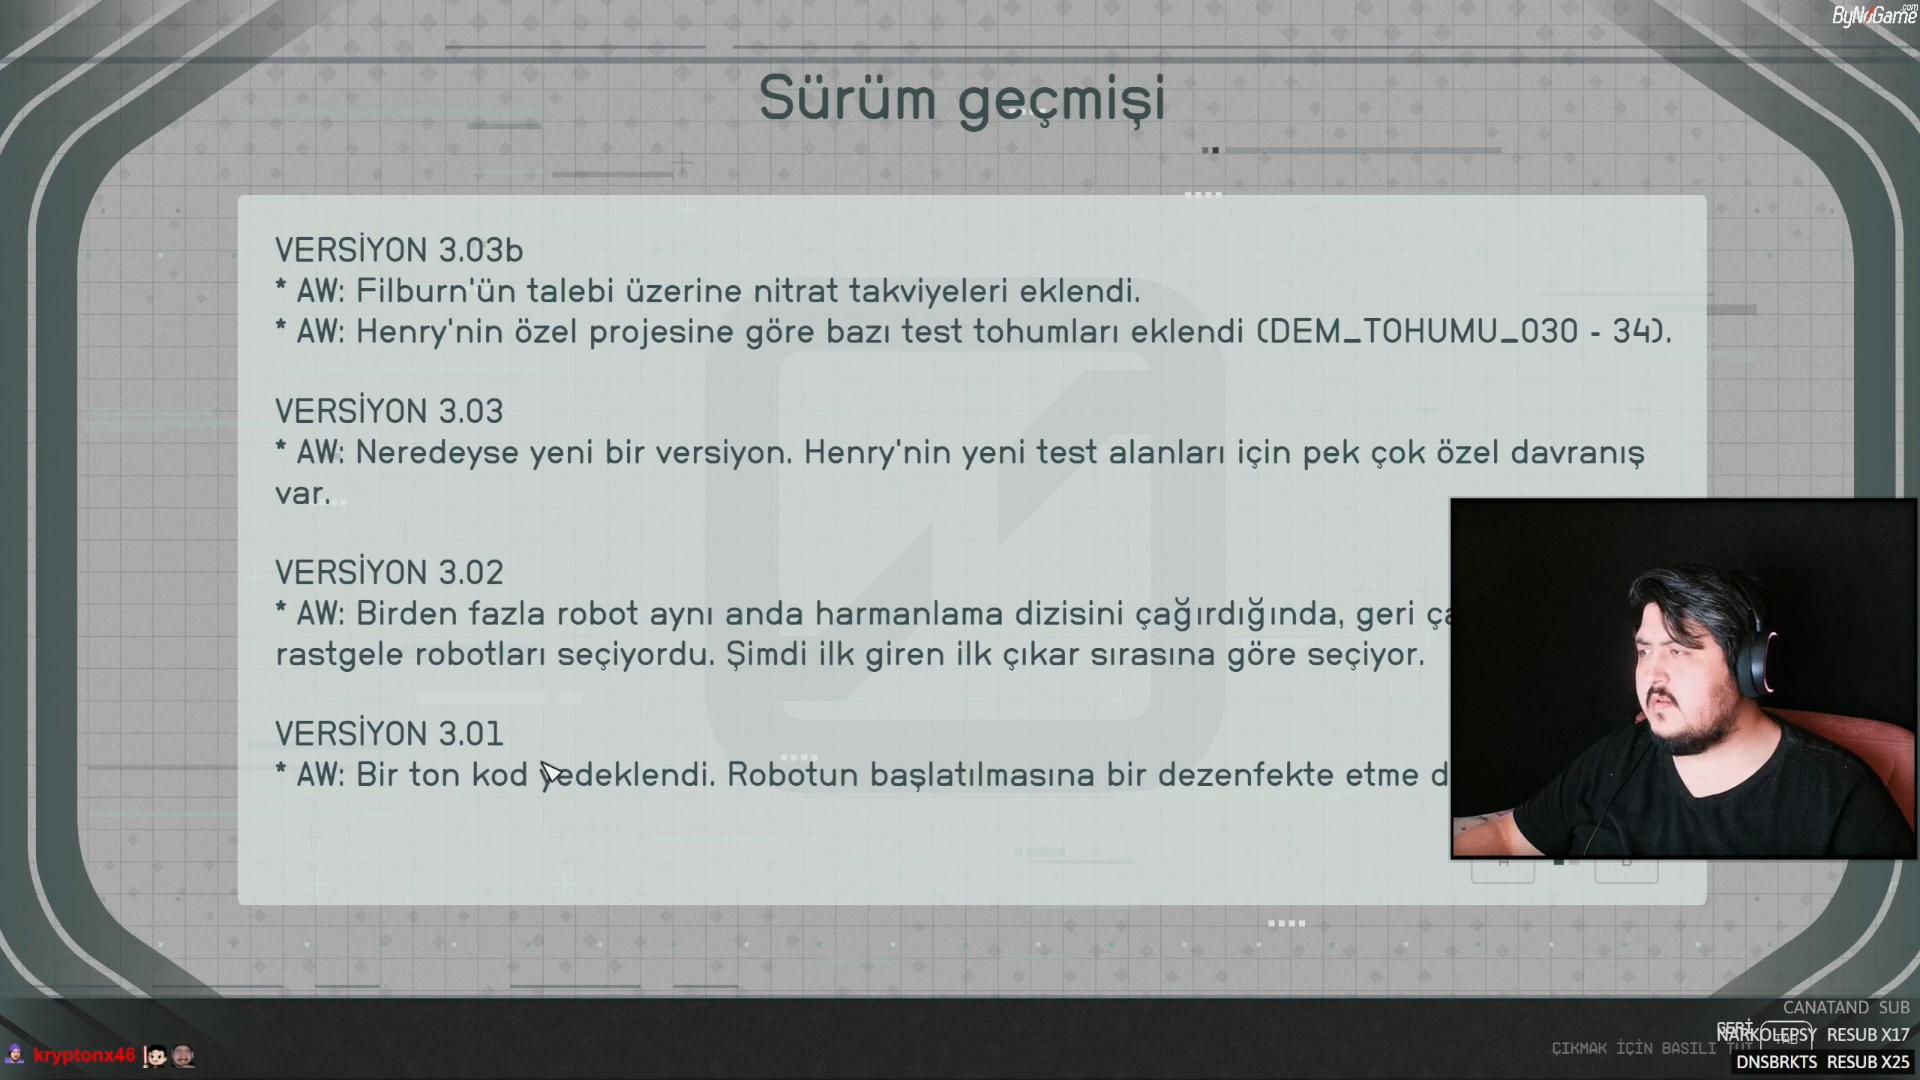 ByNoGame.com
Sürüm geçmişi
VERSİYON 3.03b
* AW: Filburn'ün talebi üzerine nitrat takviyeleri eklendi.
* AW: Henry'nin özel projesine göre bazı test tohumları eklendi (DEM_TOHUMU_030 - 34).
VERSİYON 3.03
* AW: Neredeyse yeni bir versiyon. Henry'nin yeni test alanları için pek çok özel davranış
var.
VERSİYON 3.02
* AW: Birden fazla robot aynı anda harmanlama dizisini çağırdığında, geri
rastgele robotları seçiyordu. Şimdi ilk giren ilk çıkar sırasına göre seçiyor.
VERSİYON 3.01
* AW: Bir ton kod yedeklendi. Robotun başlatılmasına bir dezenfekte etme
CANATAND SUB
GERİ
NARKOLEPSY RESUB X17
ÇIKMAK İÇİN BASILI TUT
DNSBRKTS RESUB X25
kryptonx46